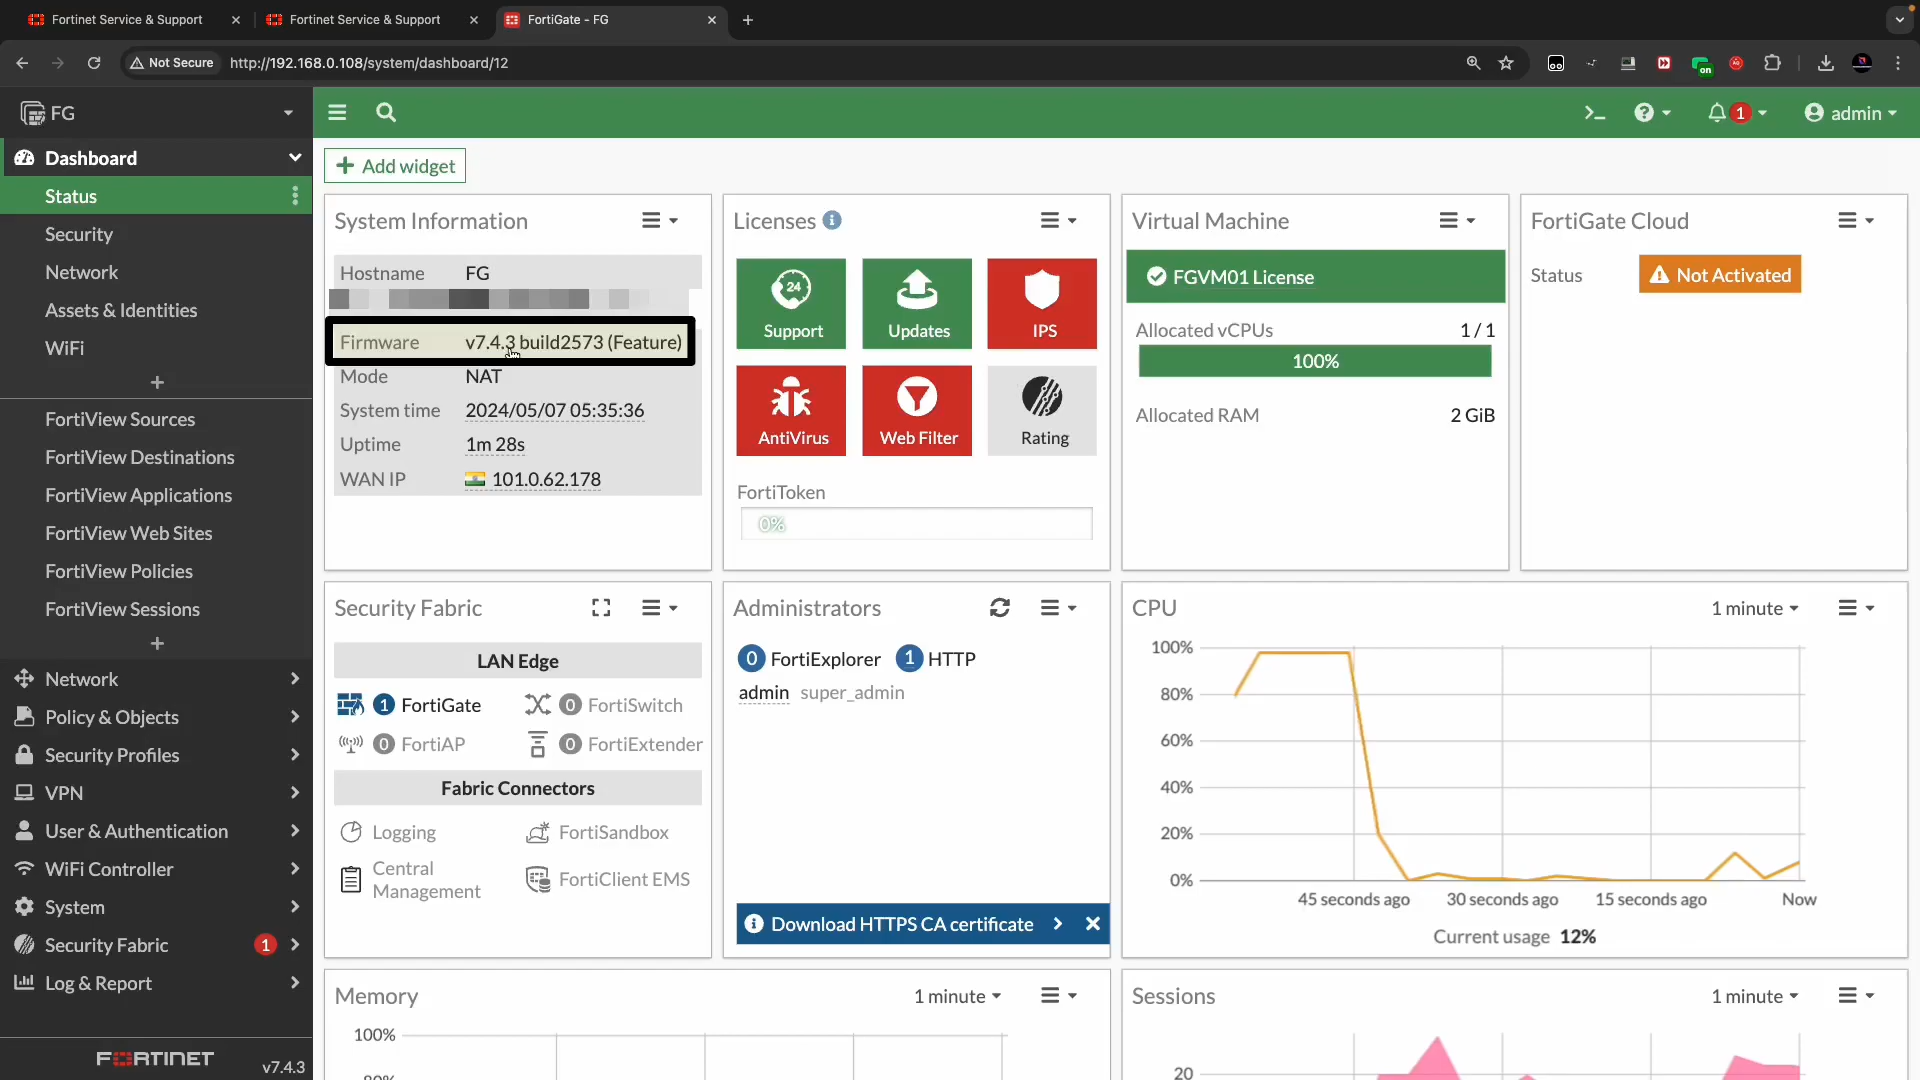 Fortinet Service & Support
Fortinet Service & Support
FortiGate - FG
Not Secure
http://192.168.0.108/system/dashboard/12
on
FG
1
admin
Dashboard
Status
Security
Network
Assets & Identities
WiFi
FortiView Sources
FortiView Destinations
FortiView Applications
FortiView Web Sites
FortiView Policies
FortiView Sessions
Network
Policy & Objects
Security Profiles
VPN
User & Authentication
WiFi Controller
System
Security Fabric 1
Log & Report
FORTINET v7.4.3
Add widget
System Information
Hostname FG
Firmware v7.4.3 build2573 (Feature)
Mode NAT
System time 2024/05/07 05:35:36
Uptime 1m 28s
WAN IP 101.0.62.178
Licenses
24
Support
Updates
IPS
AntiVirus
Web Filter
Rating
FortiToken
0%
Virtual Machine
FGVM01 License
Allocated vCPUs 1 / 1
100%
Allocated RAM 2 GiB
FortiGate Cloud
Status Not Activated
Security Fabric
LAN Edge
1 FortiGate 0 FortiSwitch
0 FortiAP 0 FortiExtender
Fabric Connectors
Logging FortiSandbox
Central
Management
FortiClient EMS
Administrators
0 FortiExplorer 1 HTTP
admin super_admin
Download HTTPS CA certificate
CPU 1 minute
100%
80%
60%
40%
20%
0%
45 seconds ago 30 seconds ago 15 seconds ago Now
Current usage 12%
Memory 1 minute
100%
80%
Sessions 1 minute
20